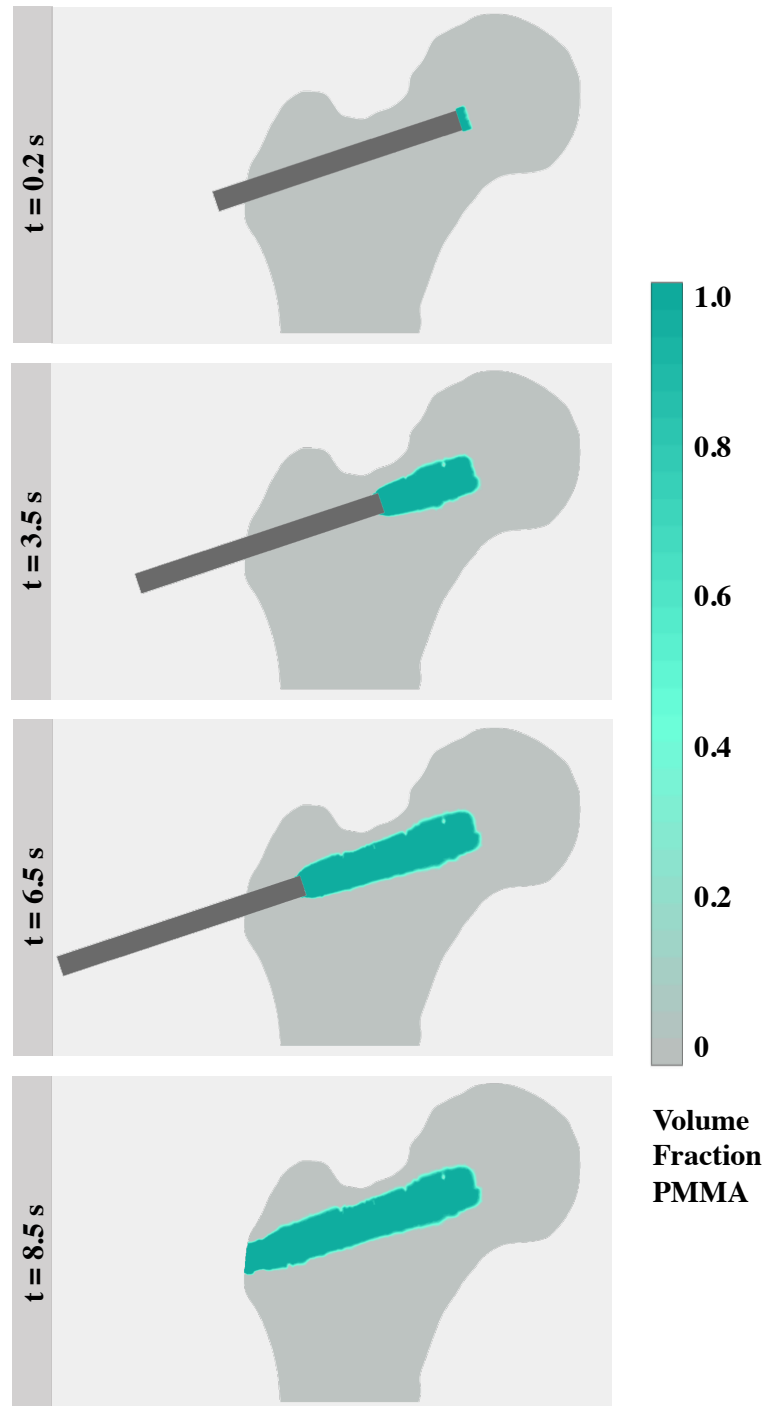 t = 0.2 s
t = 3.5 s
t = 6.5 s
t = 8.5 s
1.0
0.8
0.6
0.4
0.2
0
Volume
Fraction
PMMA